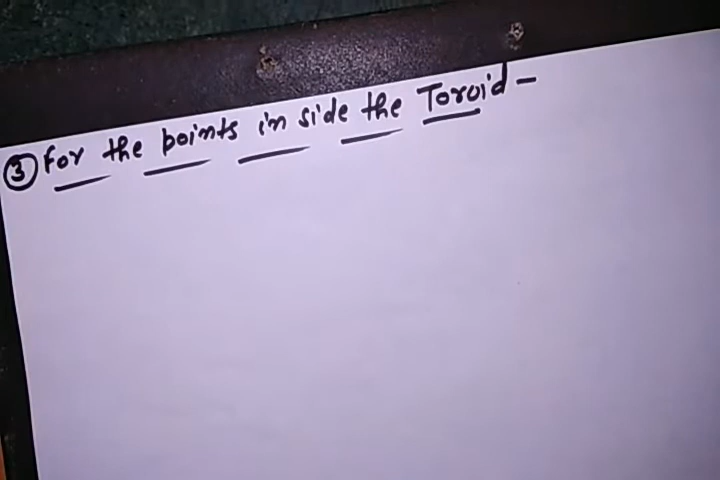 ③ For the points in side the Toroid -